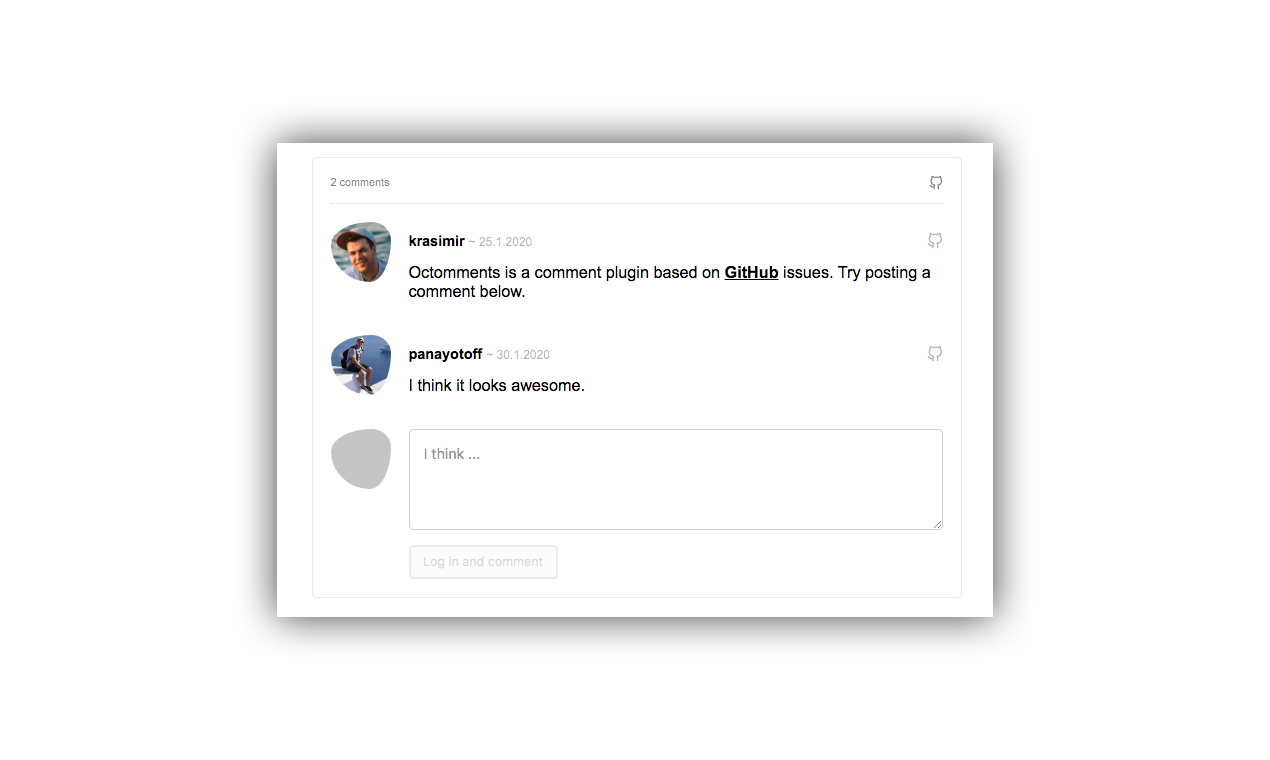 2 comments
krasimir ~ 25.1.2020
Octomments is a comment plugin based on GitHub issues. Try posting a
comment below.
panayotoff ~ 30.1.2020
I think it looks awesome.
I think ...
Log in and comment